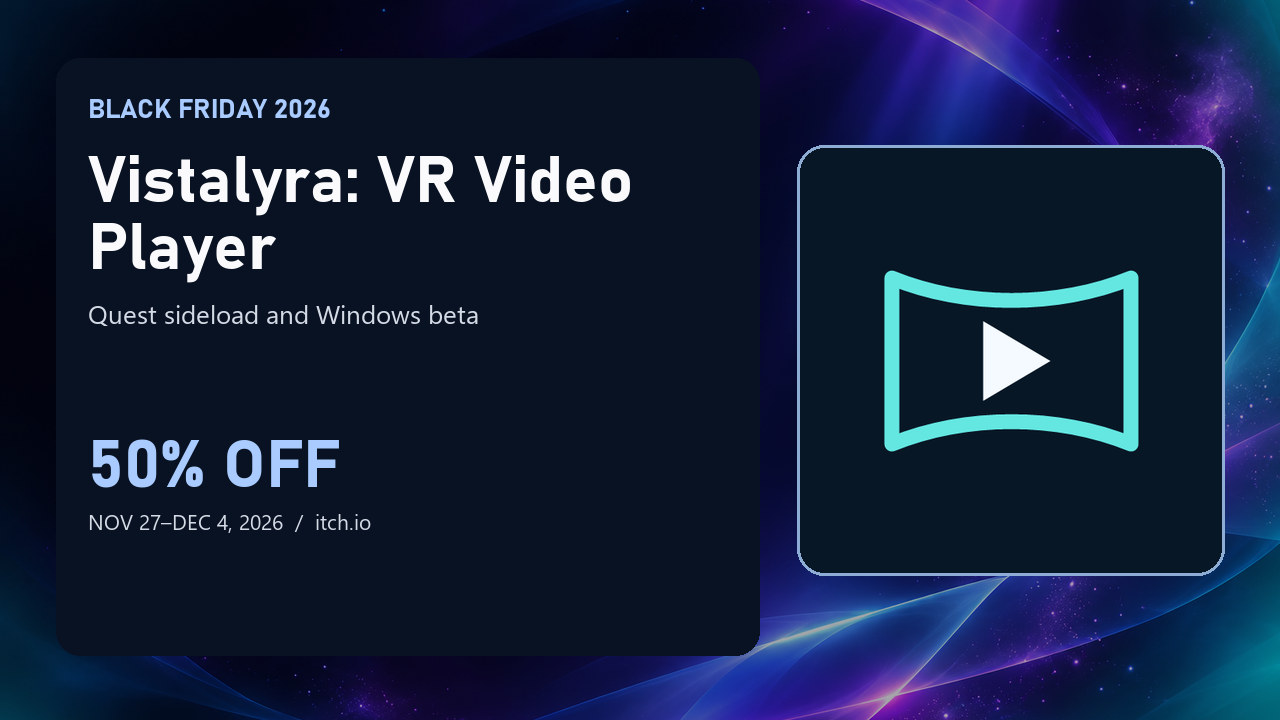 BLACK FRIDAY 2026
Vistalyra: VR Video
Player
Quest sideload and Windows beta
50% OFF
NOV 27–DEC 4, 2026 / itch.io